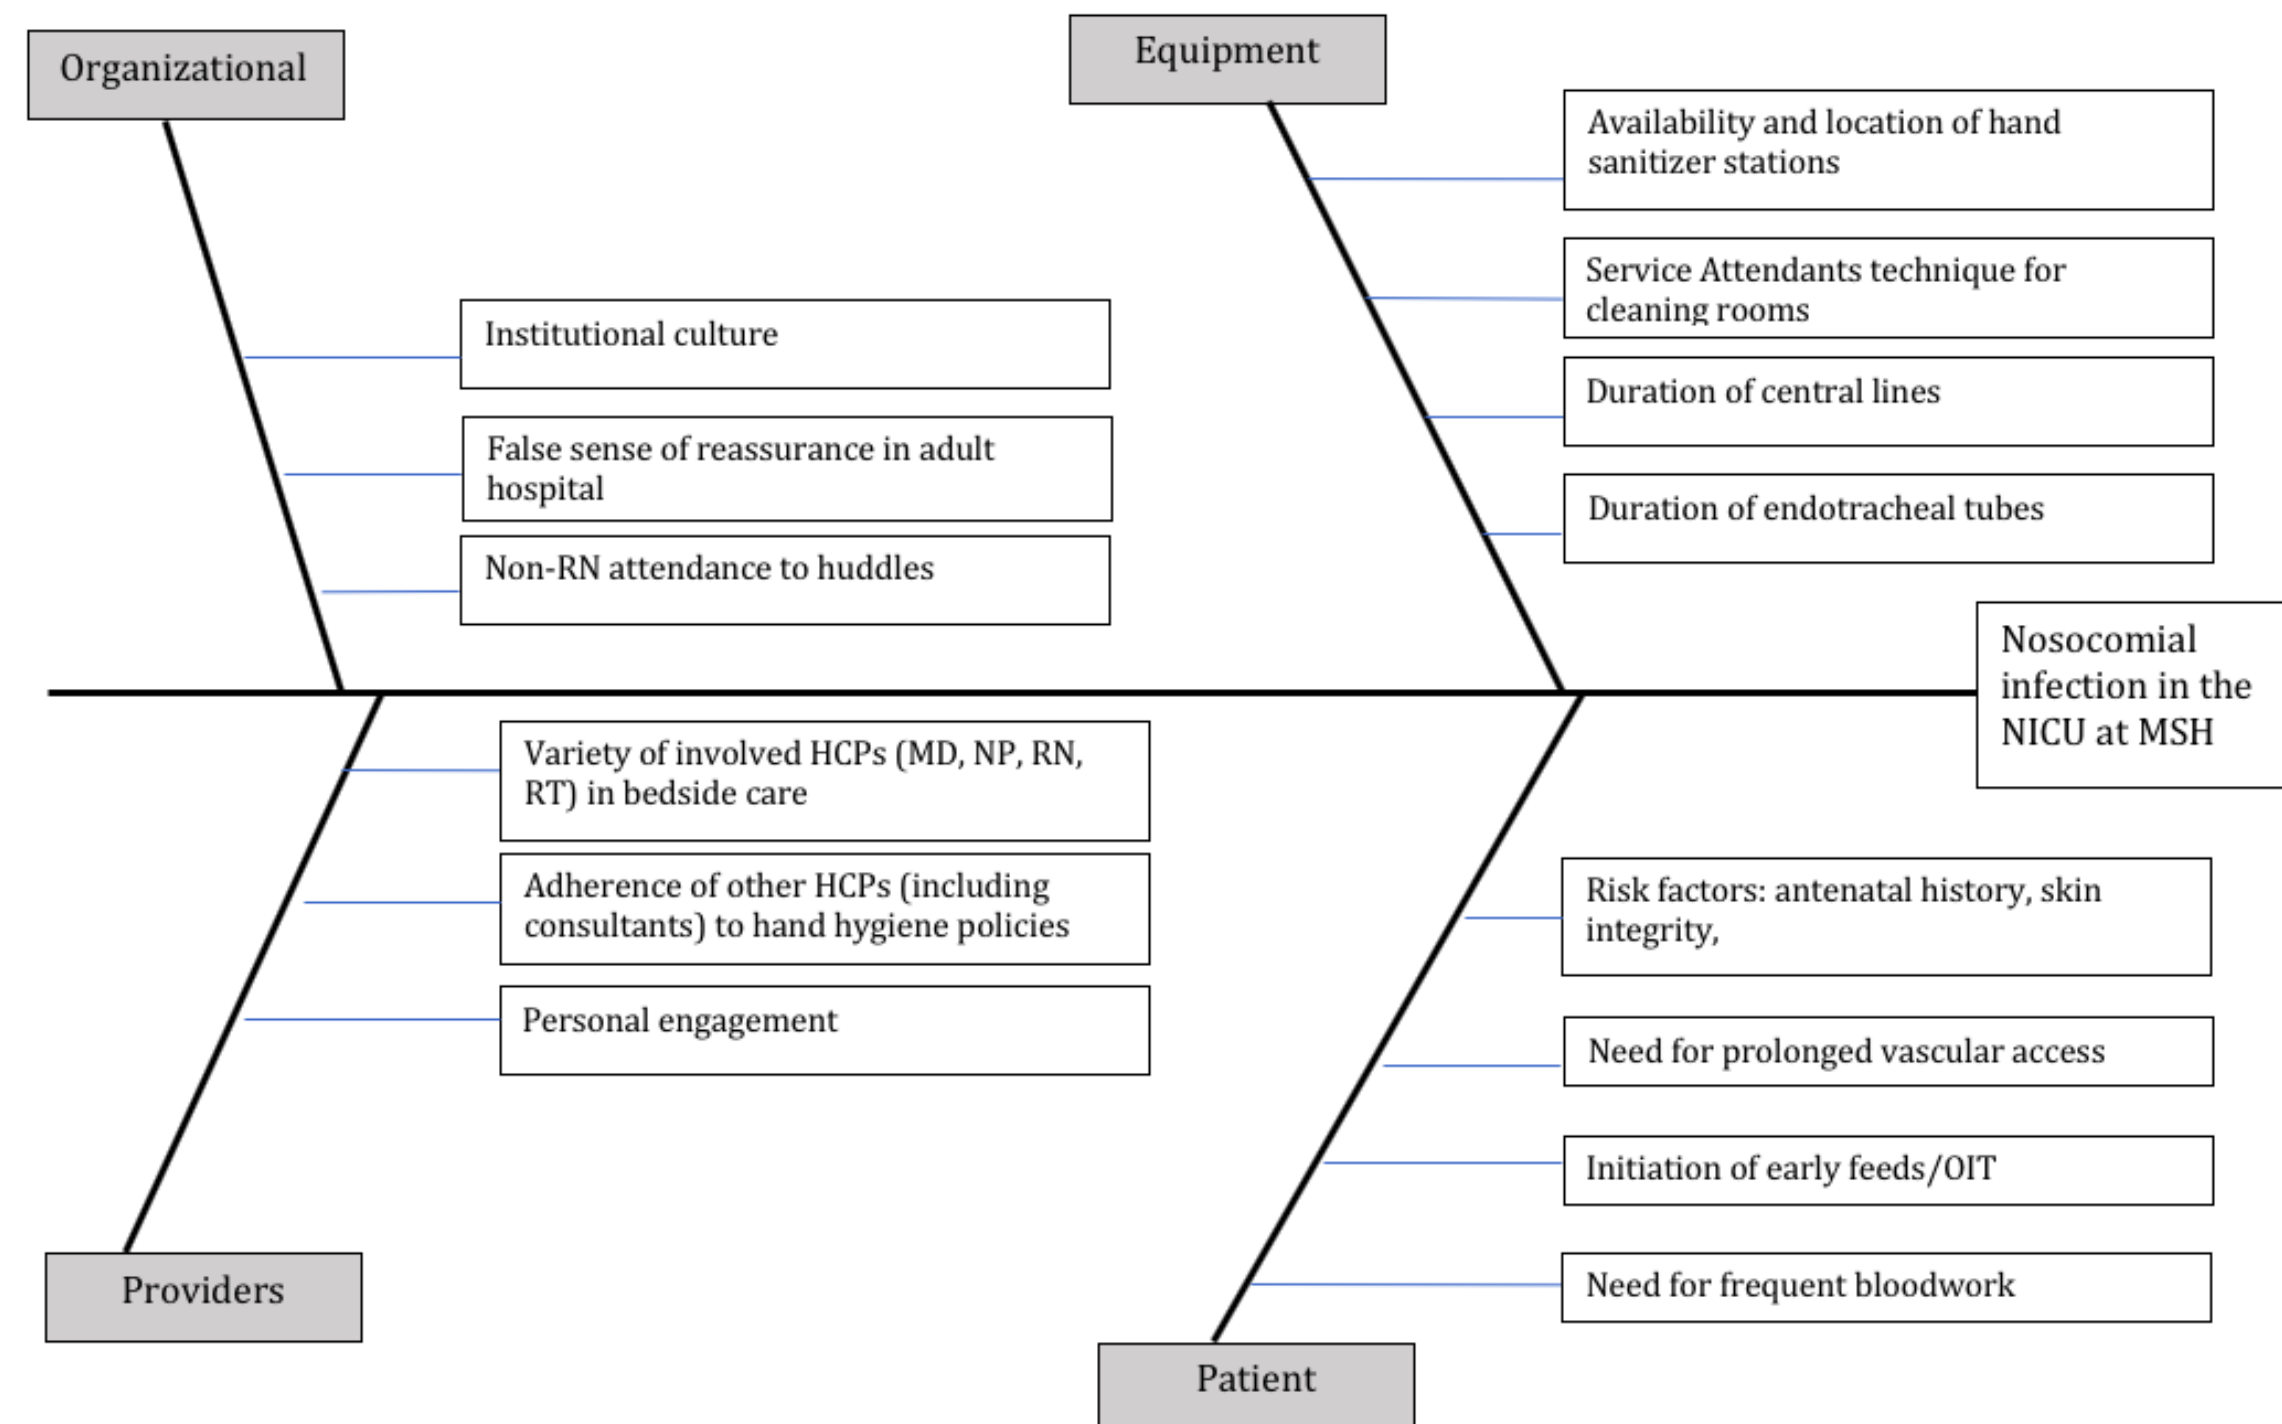 Organizational
Equipment
Availability and location of hand
sanitizer stations
Service Attendants technique for
cleaning rooms
Duration of central lines
Duration of endotracheal tubes
Institutional culture
False sense of reassurance in adult
hospital
Non-RN attendance to huddles
Nosocomial
infection in the
NICU at MSH
Variety of involved HCPs (MD, NP, RN,
RT) in bedside care
Adherence of other HCPs (including
consultants) to hand hygiene policies
Personal engagement
Providers
Risk factors: antenatal history, skin
integrity,
Need for prolonged vascular access
Initiation of early feeds/OIT
Need for frequent bloodwork
Patient